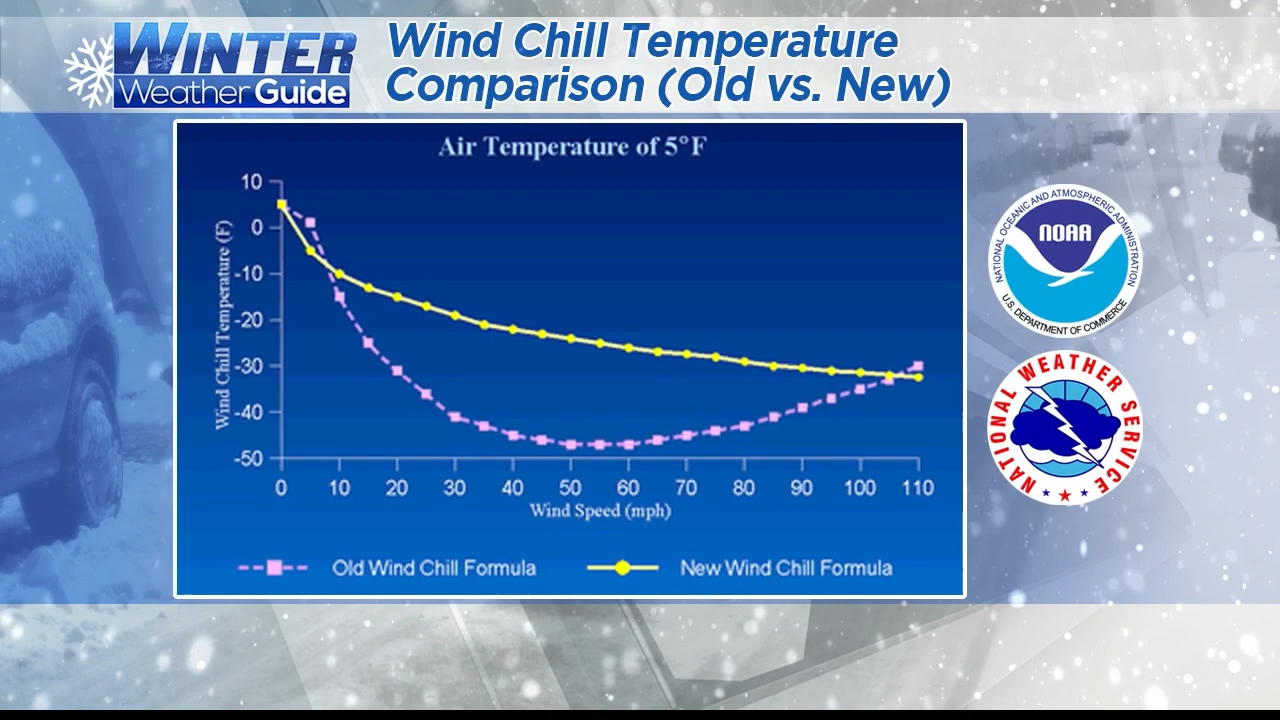 WINTER
Weather Guide
Wind Chill Temperature
Comparison (Old vs. New)
Air Temperature of 5°F
10
0
-10
-20
-30
-40
-50
Wind Chill Temperature (F)
0 10 20 30 40 50 60 70 80 90 100 110
Wind Speed (mph)
Old Wind Chill Formula
New Wind Chill Formula
NATIONAL OCEANIC AND ATMOSPHERIC ADMINISTRATION
NOAA
U.S. DEPARTMENT OF COMMERCE
NATIONAL WEATHER SERVICE